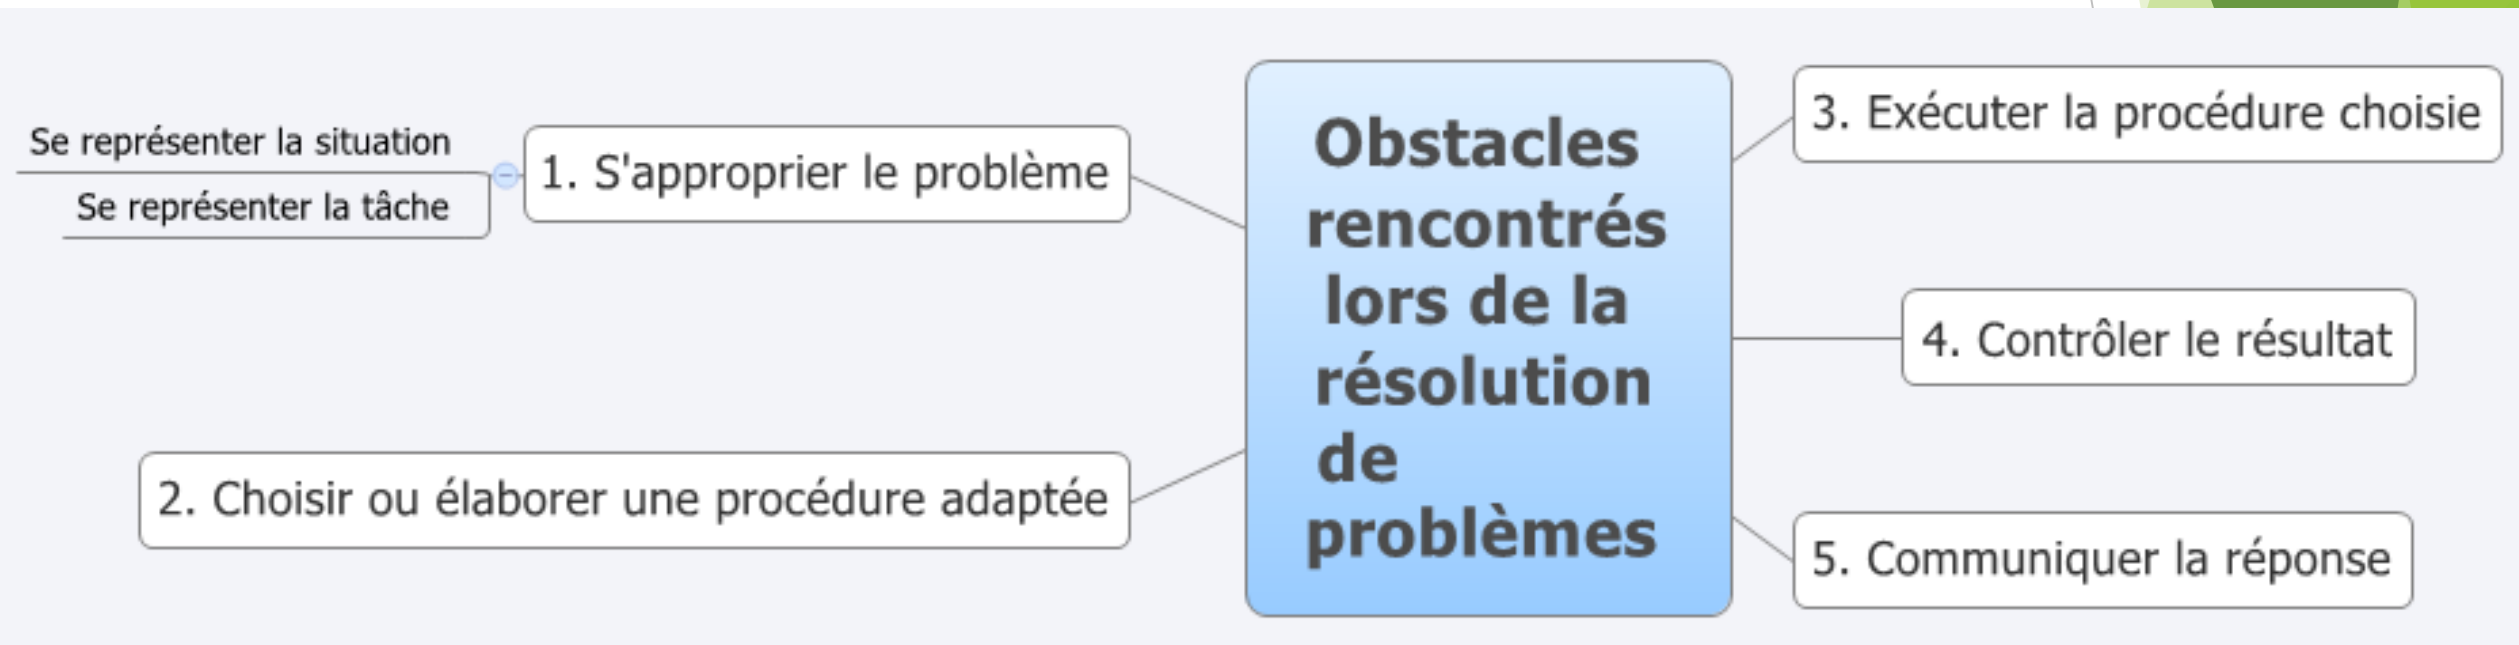 Obstacles
rencontrés
lors de la
résolution
de
problèmes
1. S'approprier le problème
Se représenter la situation
Se représenter la tâche
2. Choisir ou élaborer une procédure adaptée
3. Exécuter la procédure choisie
4. Contrôler le résultat
5. Communiquer la réponse